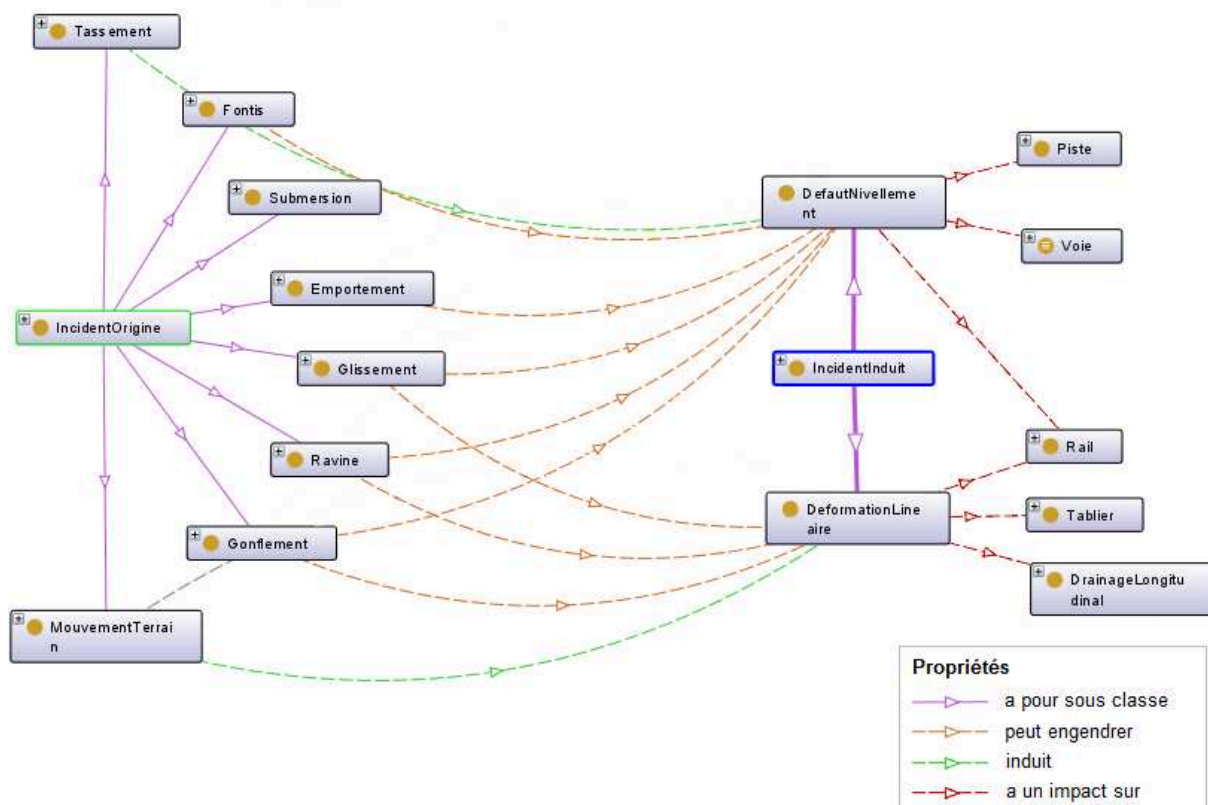 Tassement
Fontis
Submersion
Emportement
IncidentOrigine
Glissement
Ravine
Gonflement
MouvementTerrai
n
DefautNivelleme
nt
IncidentInduit
DeformationLine
aire
Piste
Voie
Rail
Tablier
DrainageLongitu
dinal
Propriétés
a pour sous classe
peut engendrer
induit
a un impact sur